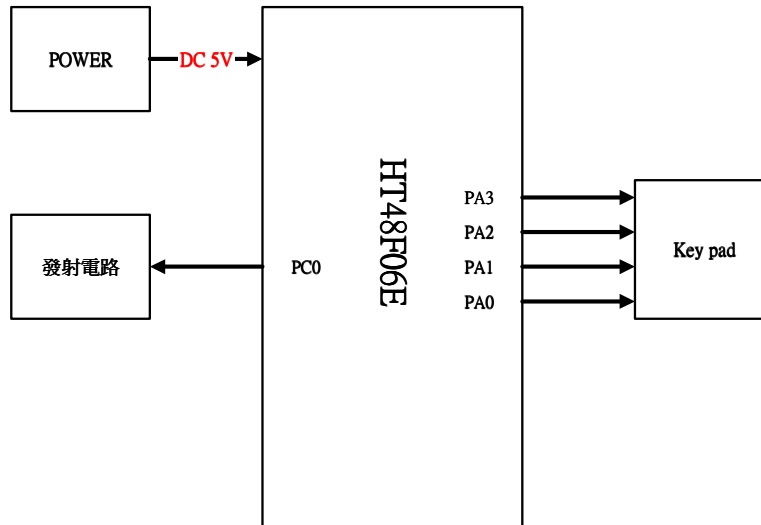 POWER
DC 5V
HT48F06E
PA3
PA2
Key pad
發射電路
PC0
PA1
PA0